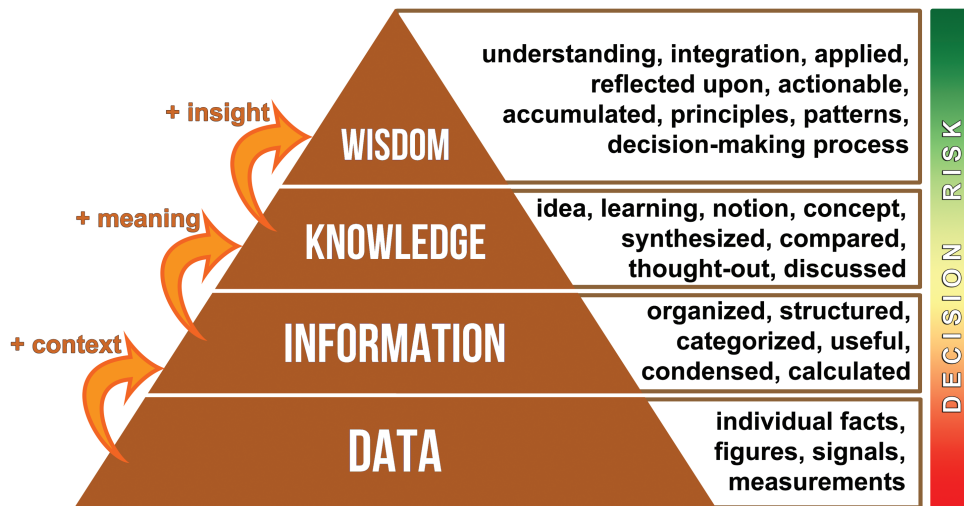 understanding, integration, applied,
reflected upon, actionable,
accumulated, principles, patterns,
decision-making process
+ insight
WISDOM
idea, learning, notion, concept,
synthesized, compared,
thought-out, discussed
+ meaning
KNOWLEDGE
organized, structured,
categorized, useful,
condensed, calculated
+ context
INFORMATION
individual facts,
figures, signals,
measurements
DATA
DECISION RISK